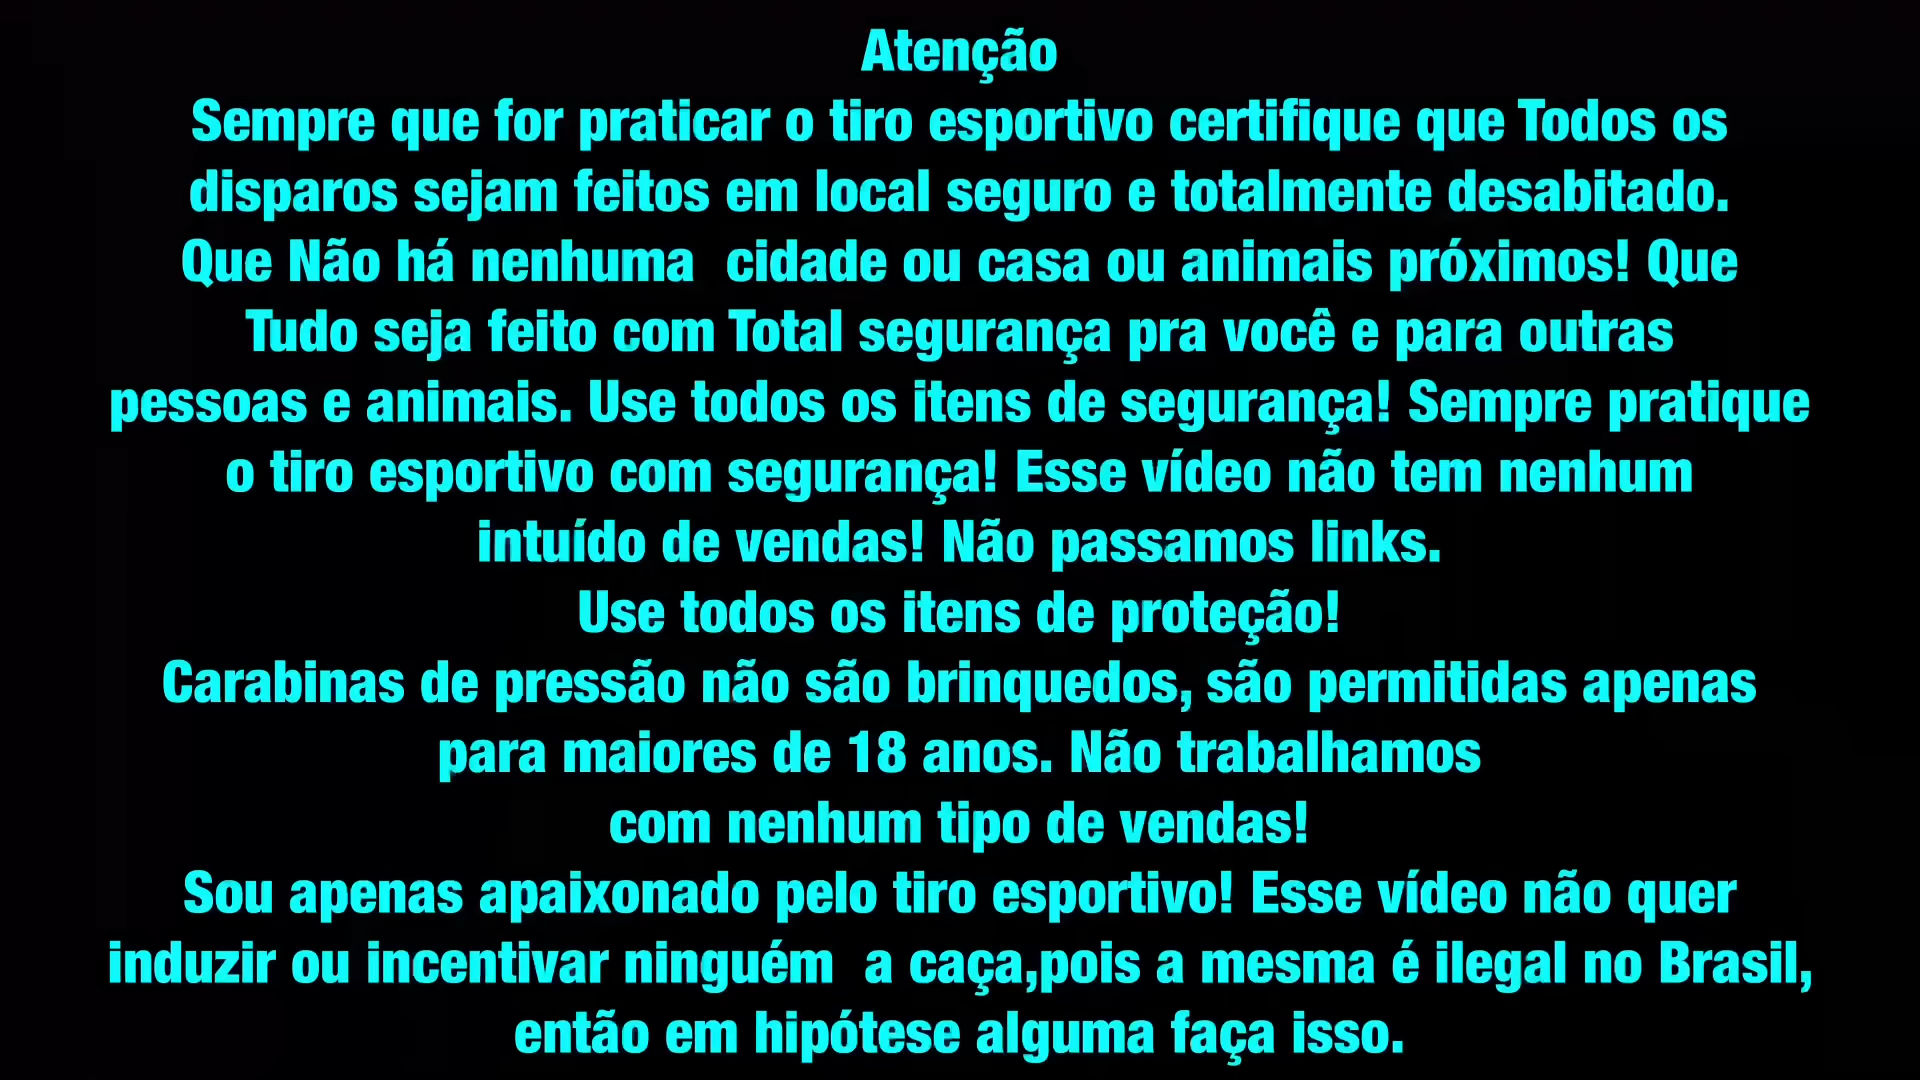 Atenção
Sempre que for praticar o tiro esportivo certifique que Todos os
disparos sejam feitos em local seguro e totalmente desabitado.
Que Não há nenhuma  cidade ou casa ou animais próximos! Que
Tudo seja feito com Total segurança pra você e para outras
pessoas e animais. Use todos os itens de segurança! Sempre pratique
o tiro esportivo com segurança! Esse vídeo não tem nenhum
intuído de vendas! Não passamos links.
Use todos os itens de proteção!
Carabinas de pressão não são brinquedos, são permitidas apenas
para maiores de 18 anos. Não trabalhamos
com nenhum tipo de vendas!
Sou apenas apaixonado pelo tiro esportivo! Esse vídeo não quer
induzir ou incentivar ninguém  a caça,pois a mesma é ilegal no Brasil,
então em hipótese alguma faça isso.